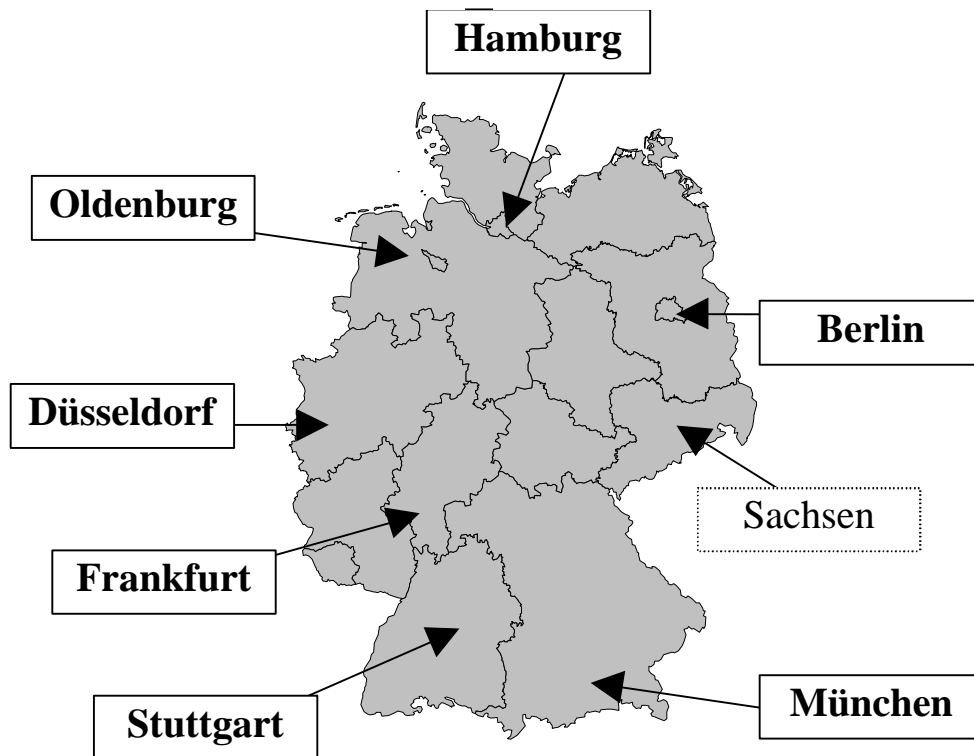 Hamburg
Oldenburg
Berlin
Düsseldorf
Sachsen
Frankfurt
München
Stuttgart